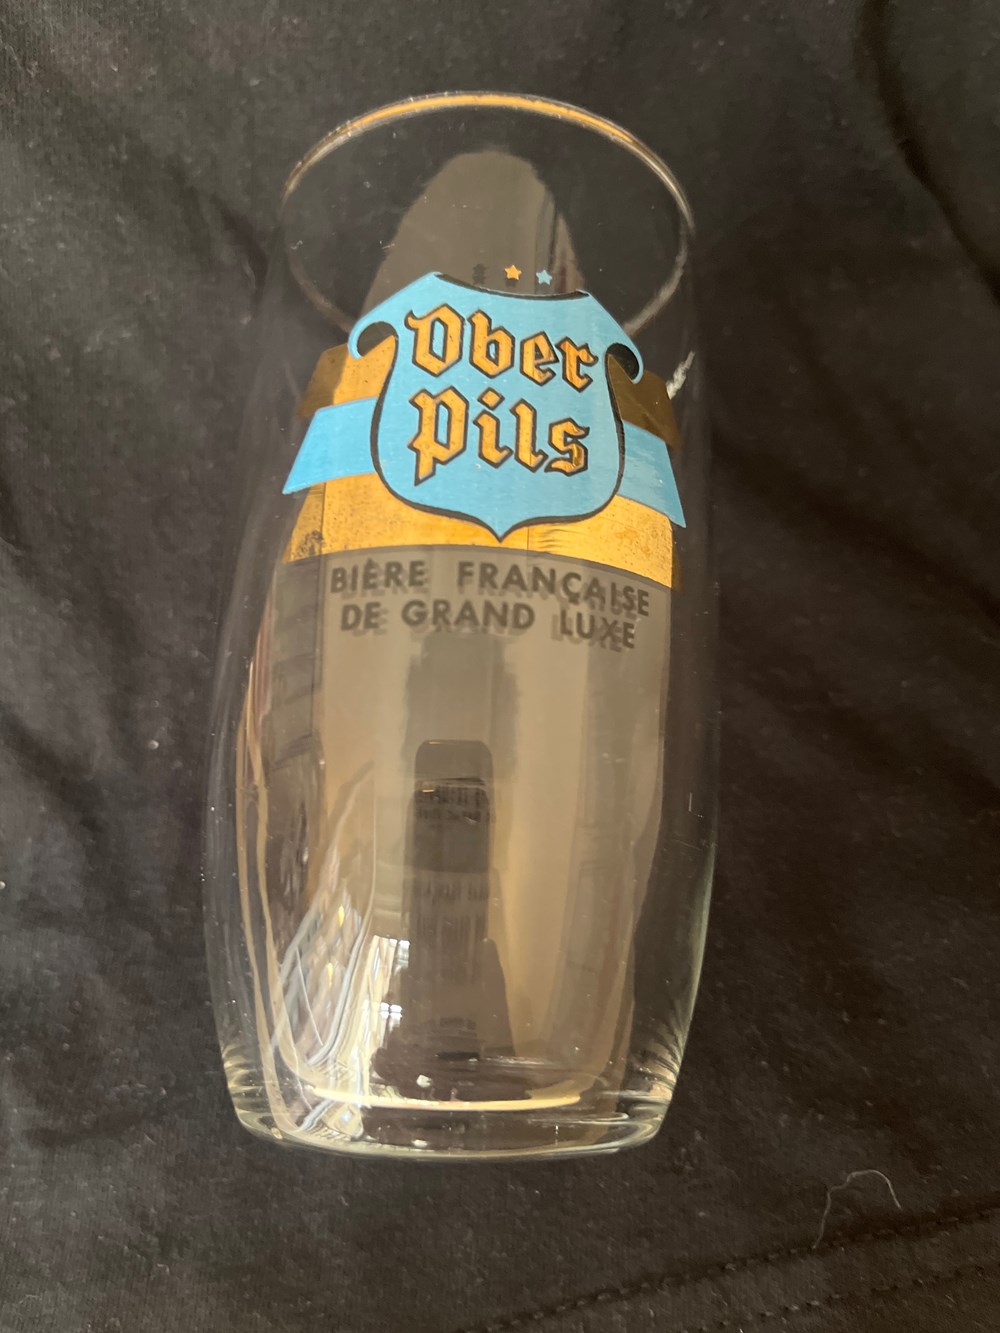 Ober
Pils
BIÈRE FRANÇAISE
DE GRAND LUXE